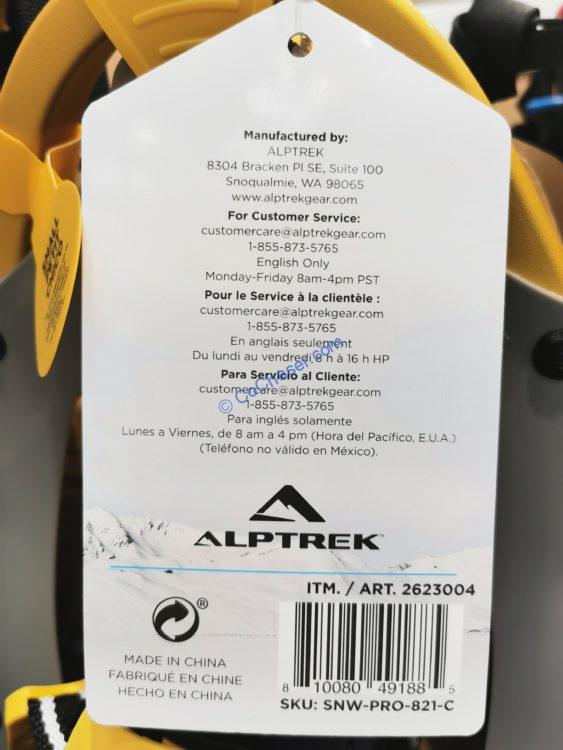 Manufactured by:
ALPTREK
8304 Bracken Pl SE, Suite 100
Snoqualmie, WA 98065
www.alptrekgear.com
For Customer Service:
customercare@alptrekgear.com
1-855-873-5765
English Only
Monday-Friday 8am-4pm PST
Pour le Service à la clientèle :
customercare@alptrekgear.com
1-855-873-5765
En anglais seulement
Du lundi au vendredi, 8 h à 16 h HP
Para Servicio al Cliente:
customercare@alptrekgear.com
1-855-873-5765
Para inglés solamente
Lunes a Viernes, de 8 am a 4 pm (Hora del Pacífico, E.U.A.)
(Teléfono no válido en México).
© CoChaser.com
ALPTREK™
ITM. / ART. 2623004
®
MADE IN CHINA
FABRIQUÉ EN CHINE
HECHO EN CHINA
8 10080 49188 5
SKU: SNW-PRO-821-C